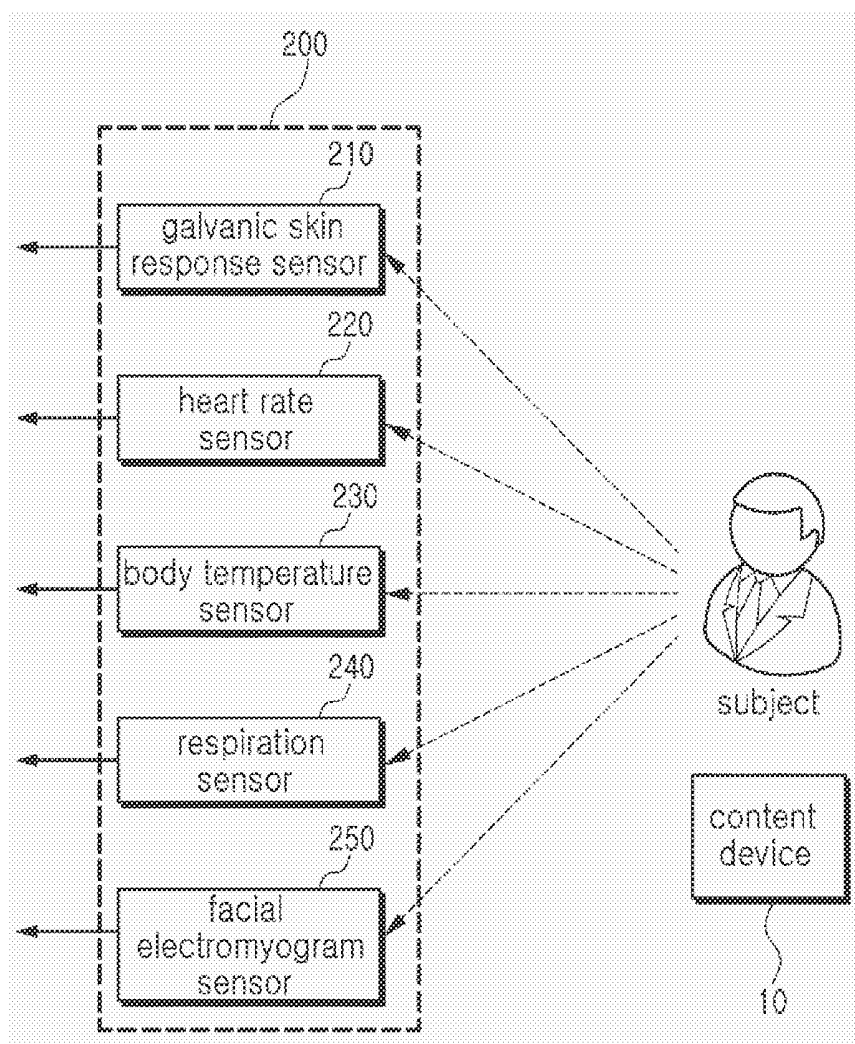 200
210
galvanic skin
response sensor
220
heart rate
sensor
230
body temperature
sensor
240
respiration
sensor
250
facial
electromyogram
sensor
subject
content
device
10